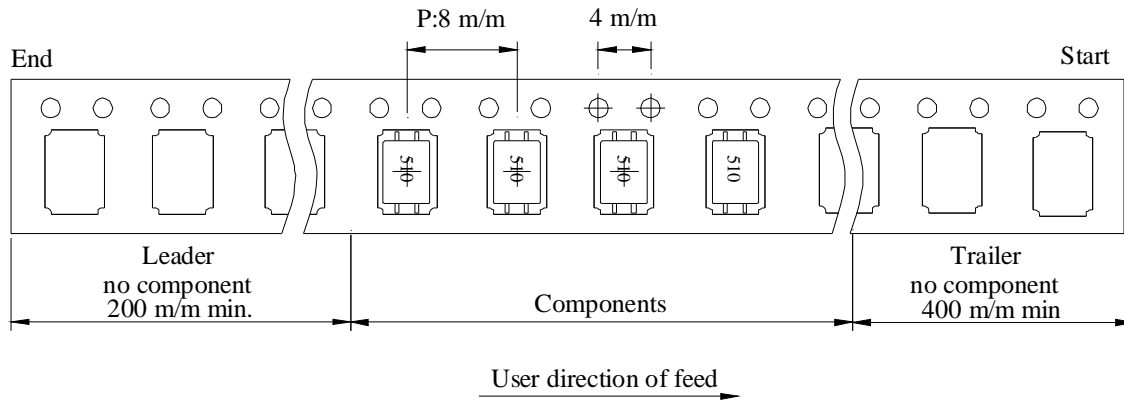 P:8 m/m
4 m/m
End
Start
510
510
510
510
Leader
no component
200 m/m min.
Components
Trailer
no component
400 m/m min
User direction of feed